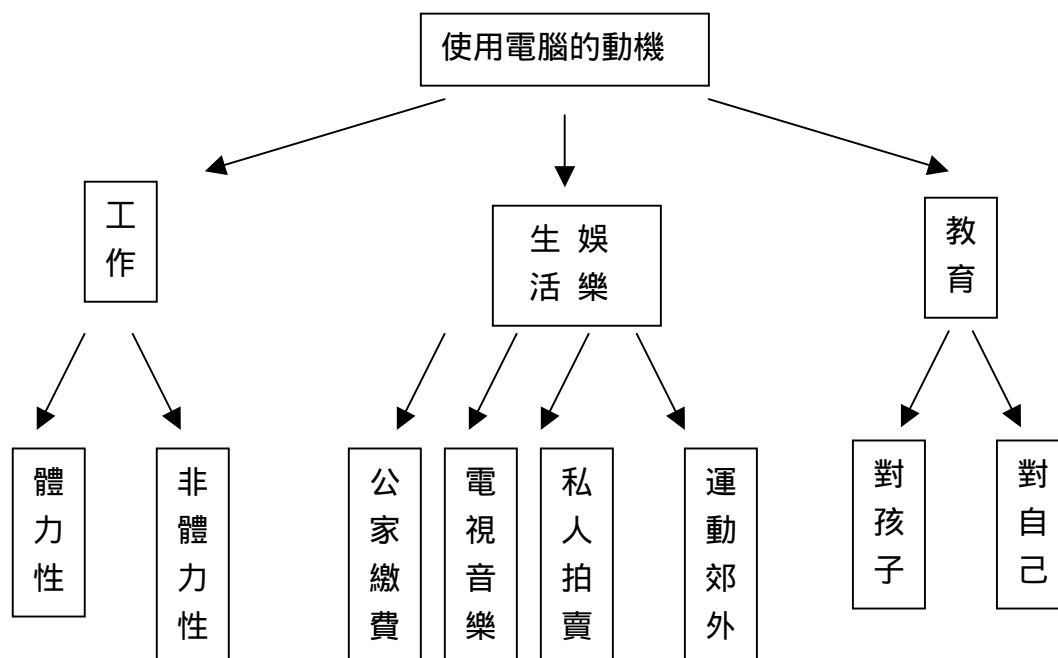 使用電腦的動機
工作
娛樂
生活
教育
體力性
非體力性
公家繳費
電視音樂
私人拍賣
運動郊外
對孩子
對自己